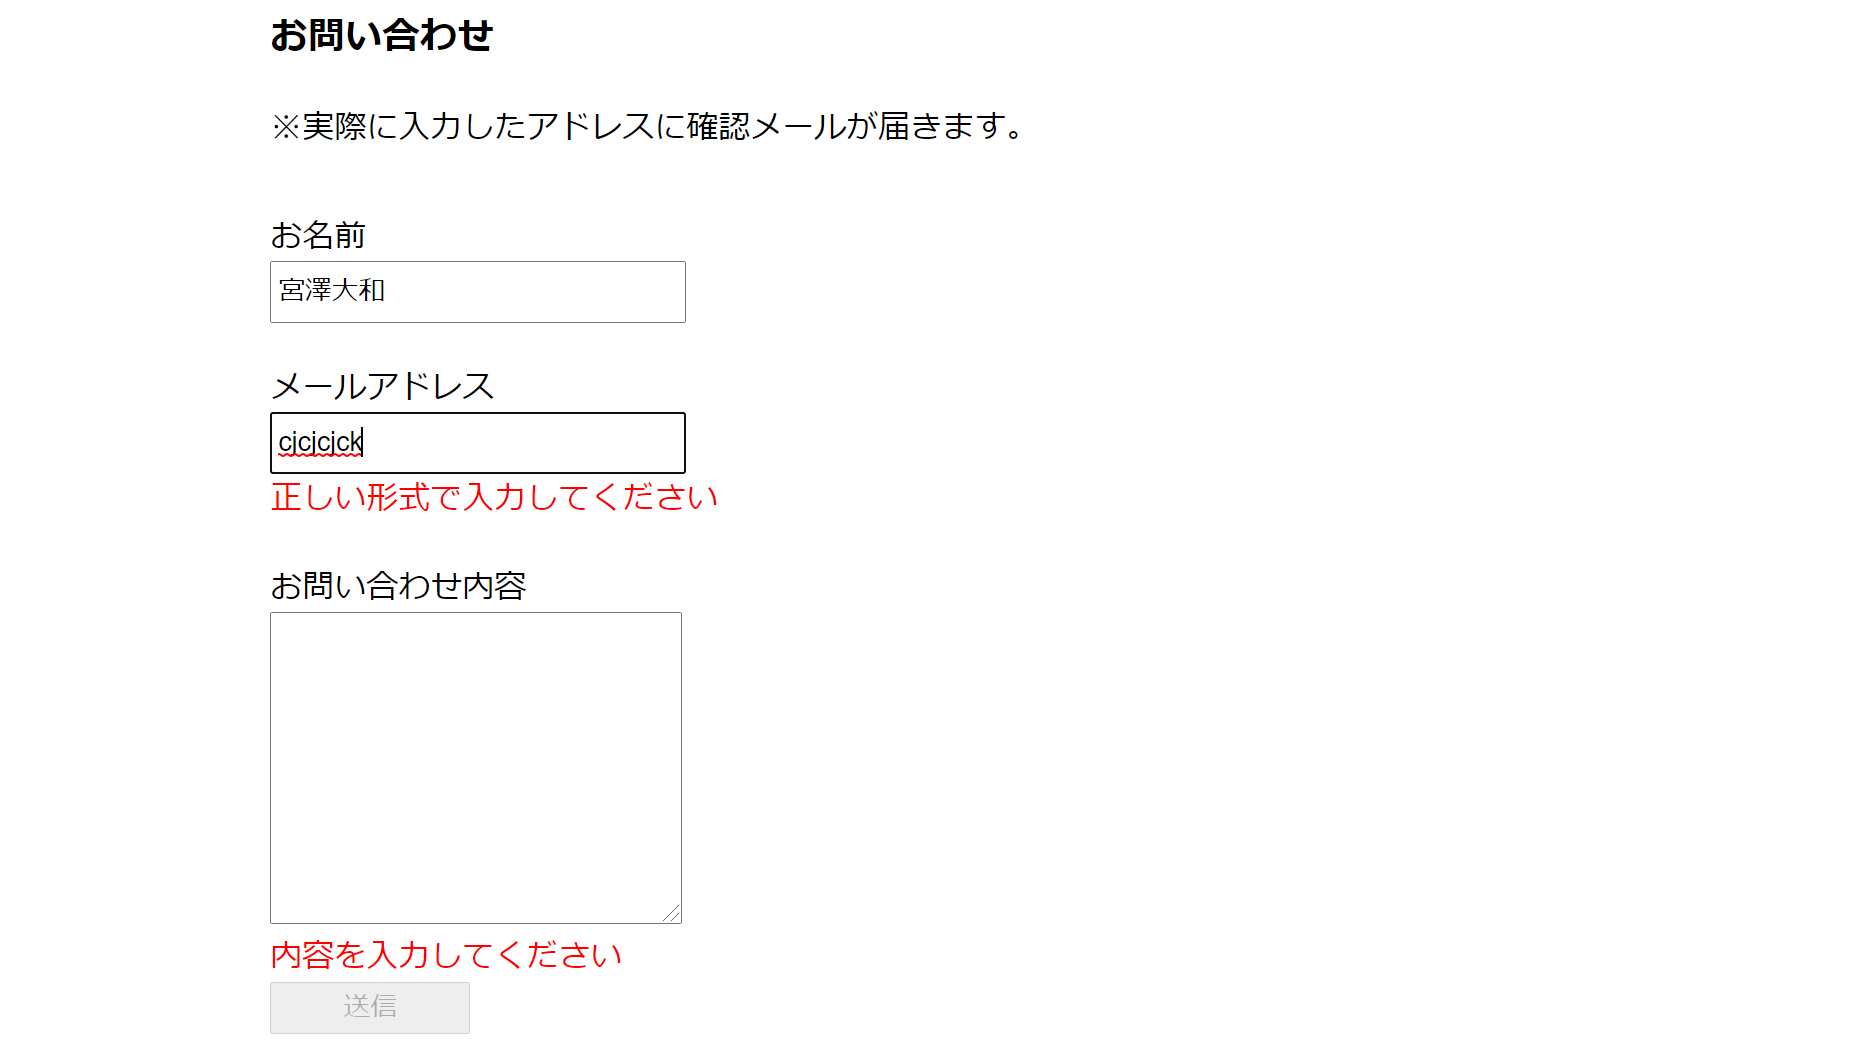 お問い合わせ
※実際に入力したアドレスに確認メールが届きます。
お名前
宮澤大和
メールアドレス
cjcjcjck
正しい形式で入力してください
お問い合わせ内容
内容を入力してください
送信